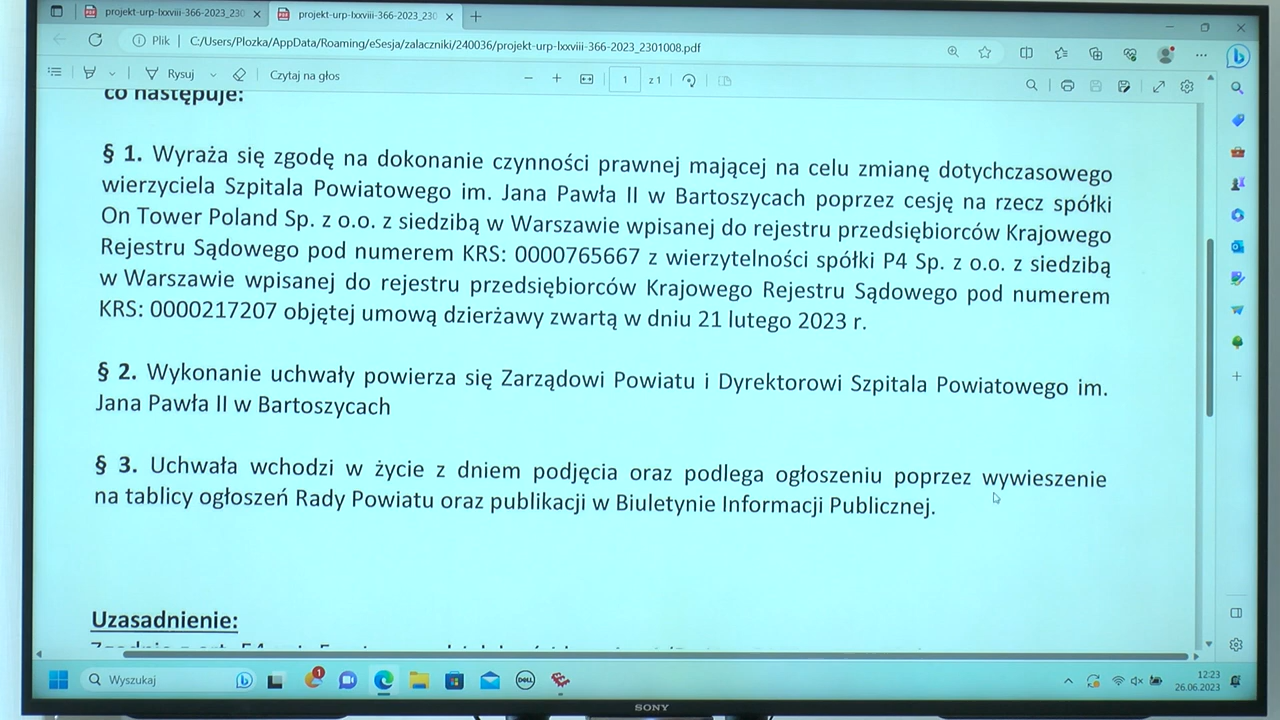 projekt-urp-lxxviii-366-2023_230
projekt-urp-lxxviii-366-2023_230
Plik
C:/Users/Plozka/AppData/Roaming/eSesja/zalaczniki/240036/projekt-urp-lxxviii-366-2023_2301008.pdf
Rysuj
Czytaj na głos
1
z 1
co następuje:
§ 1. Wyraża się zgodę na dokonanie czynności prawnej mającej na celu zmianę dotychczasowego
wierzyciela Szpitala Powiatowego im. Jana Pawła II w Bartoszycach poprzez cesję na rzecz spółki
On Tower Poland Sp. z o.o. z siedzibą w Warszawie wpisanej do rejestru przedsiębiorców Krajowego
Rejestru Sądowego pod numerem KRS: 0000765667 z wierzytelności spółki P4 Sp. z o.o. z siedzibą
w Warszawie wpisanej do rejestru przedsiębiorców Krajowego Rejestru Sądowego pod numerem
KRS: 0000217207 objętej umową dzierżawy zwartą w dniu 21 lutego 2023 r.
§ 2. Wykonanie uchwały powierza się Zarządowi Powiatu i Dyrektorowi Szpitala Powiatowego im.
Jana Pawła II w Bartoszycach
§ 3. Uchwała wchodzi w życie z dniem podjęcia oraz podlega ogłoszeniu poprzez wywieszenie
na tablicy ogłoszeń Rady Powiatu oraz publikacji w Biuletynie Informacji Publicznej.
Uzasadnienie:
Wyszukaj
1
DELL
12:23
26.06.2023
SONY